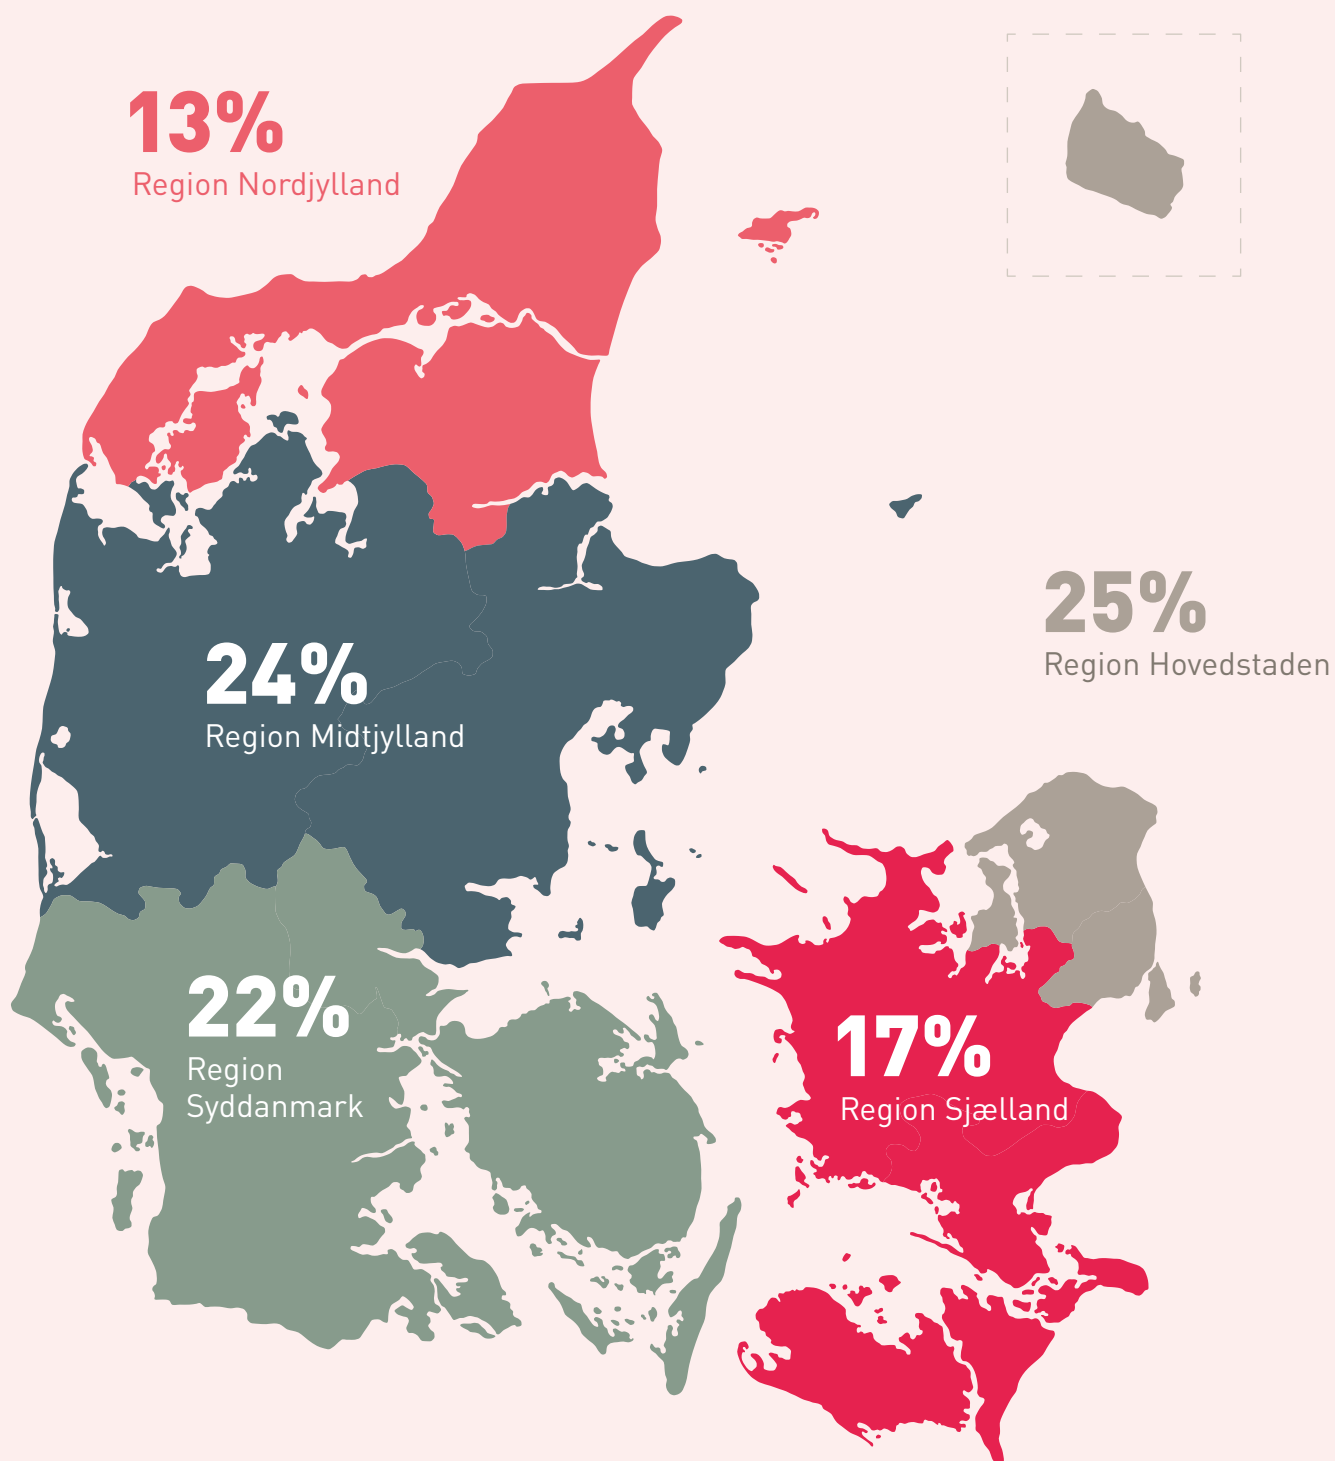 13%
Region Nordjylland
25%
Region Hovedstaden
24%
Region Midtjylland
22%
Region
Syddanmark
17%
Region Sjælland